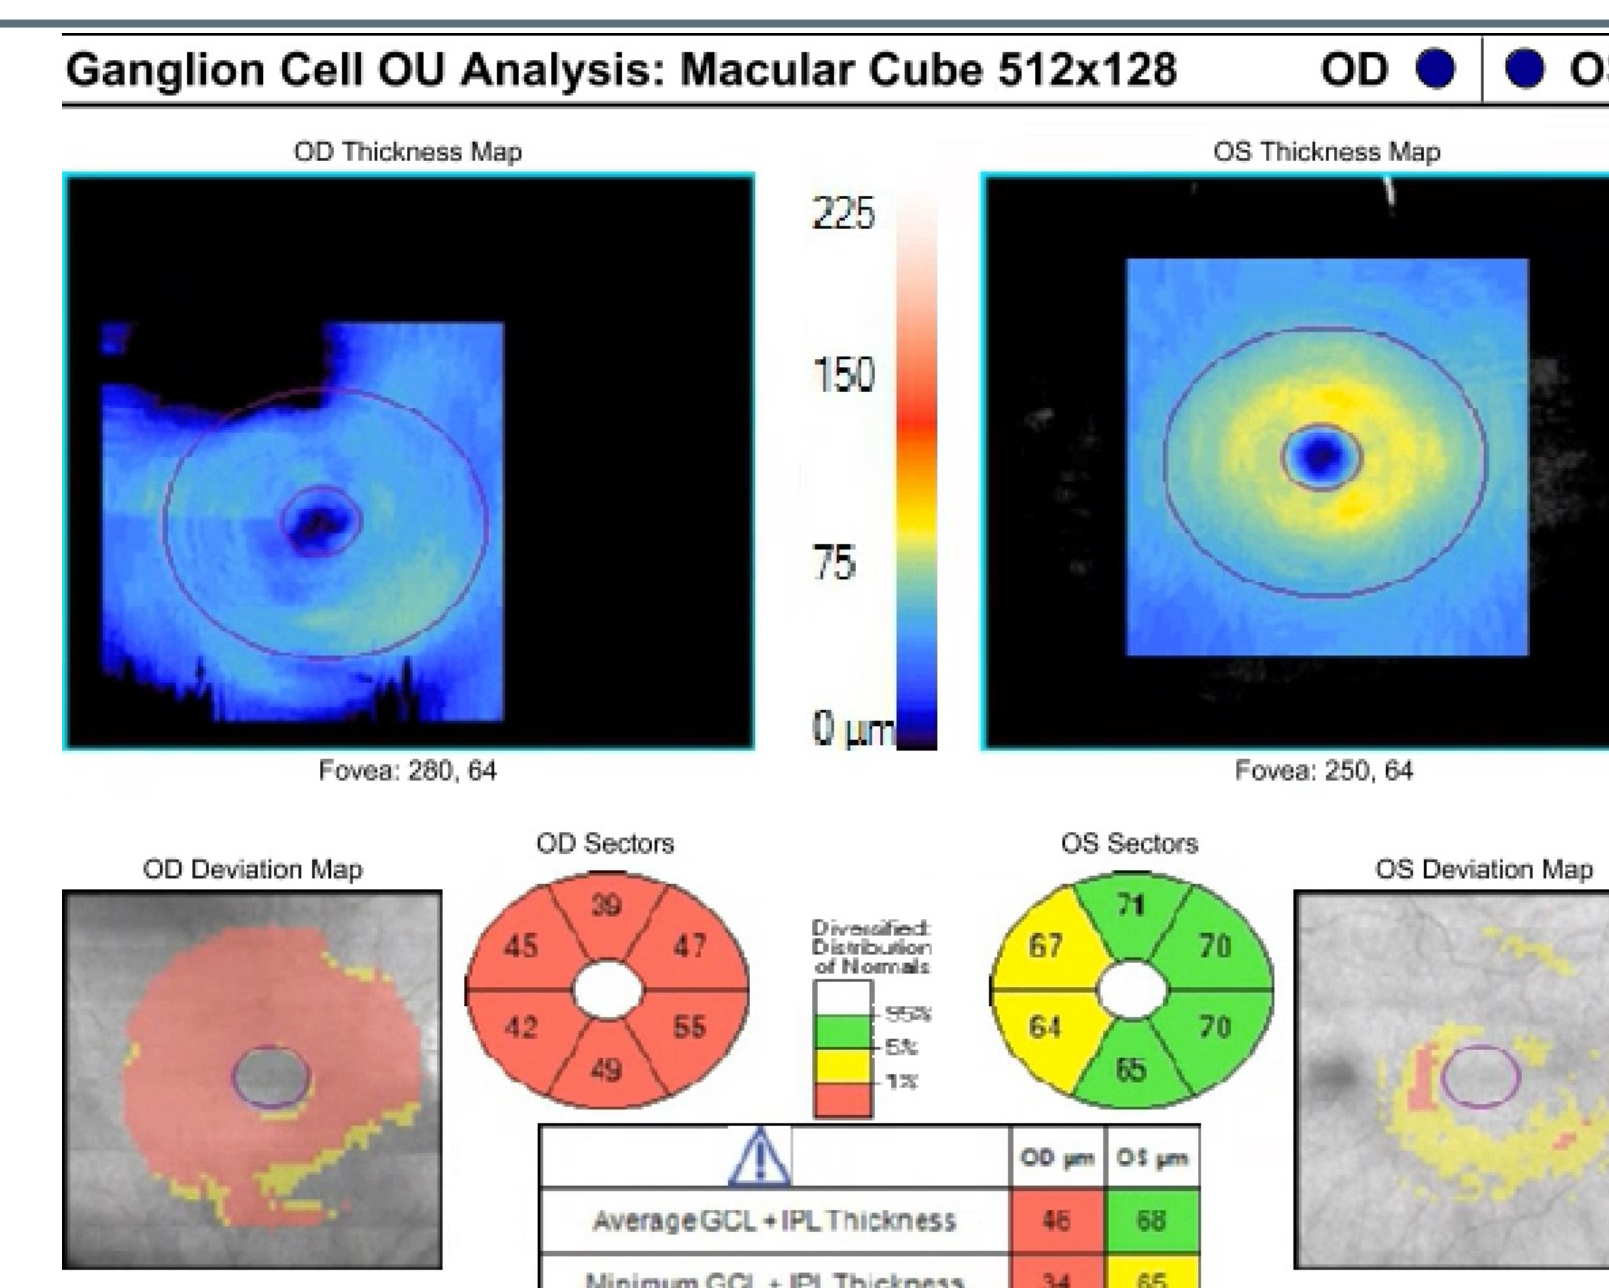 Ganglion Cell OU Analysis: Macular Cube 512x128 OD OS
OD Thickness Map
OS Thickness Map
225
150
75
0 µm
Fovea: 280, 64
Fovea: 250, 64
OD Deviation Map
OD Sectors
39
45 47
42 55
49
Diversified:
Distribution
of Normals
95%
5%
1%
OS Sectors
71
67 70
64 70
65
OS Deviation Map
OD µm OS µm
Average GCL + IPL Thickness 46 68
Minimum GCL + IPL Thickness 34 65